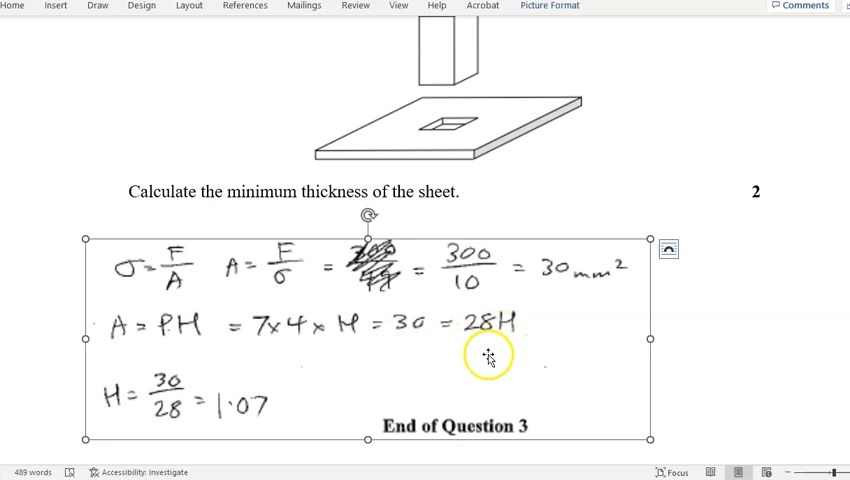 Home Insert Draw Design Layout References Mailings Review View Help Acrobat Picture Format Comments
Calculate the minimum thickness of the sheet. 2
σ = F/A A = F/σ = = 300/10 = 30 mm²
A = P.H = 7 x 4 x H = 30 = 28H
H = 30/28 = 1.07
End of Question 3
489 words Accessibility: Investigate Focus